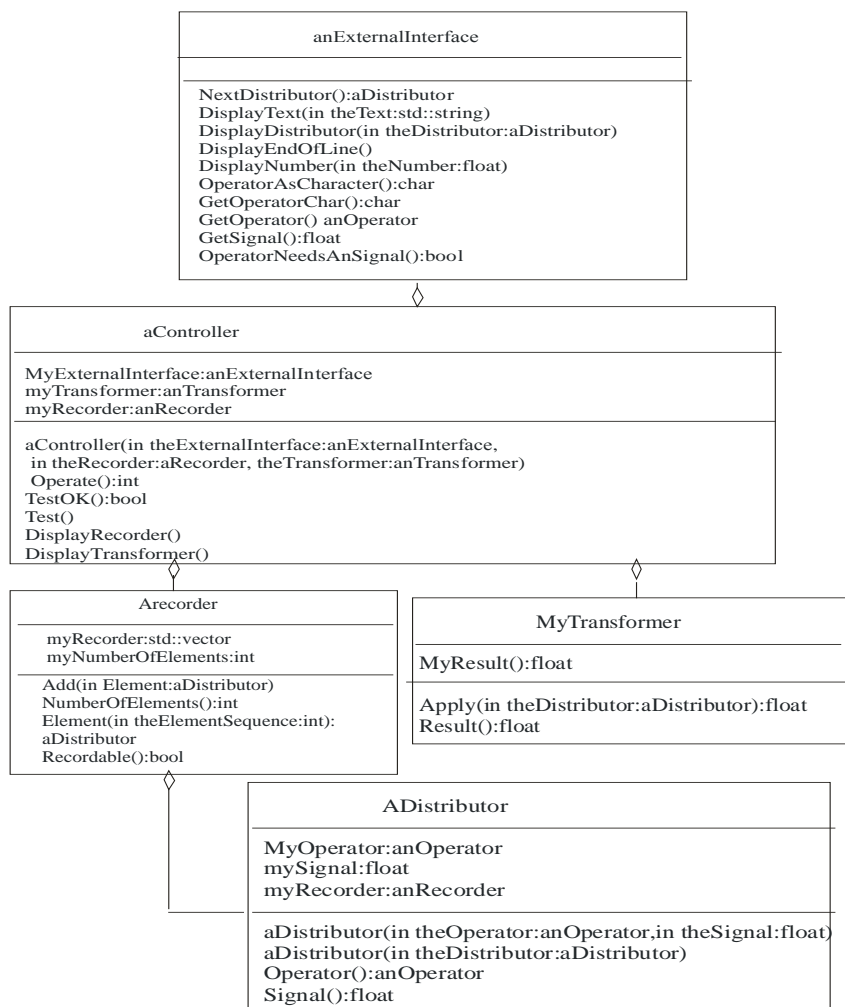 anExternalInterface
NextDistributor():aDistributor
DisplayText(in theText:std::string)
DisplayDistributor(in theDistributor:aDistributor)
DisplayEndOfLine()
DisplayNumber(in theNumber:float)
OperatorAsCharacter():char
GetOperatorChar():char
GetOperator() anOperator
GetSignal():float
OperatorNeedsAnSignal():bool
aController
MyExternalInterface:anExternalInterface
myTransformer:anTransformer
myRecorder:anRecorder
aController(in theExternalInterface:anExternalInterface,
in theRecorder:aRecorder, theTransformer:anTransformer)
Operate():int
TestOK():bool
Test()
DisplayRecorder()
DisplayTransformer()
Arecorder
myRecorder:std::vector
myNumberOfElements:int
Add(in Element:aDistributor)
NumberOfElements():int
Element(in theElementSequence:int):
aDistributor
Recordable():bool
MyTransformer
MyResult():float
Apply(in theDistributor:aDistributor):float
Result():float
ADistributor
MyOperator:anOperator
mySignal:float
myRecorder:anRecorder
aDistributor(in theOperator:anOperator,in theSignal:float)
aDistributor(in theDistributor:aDistributor)
Operator():anOperator
Signal():float